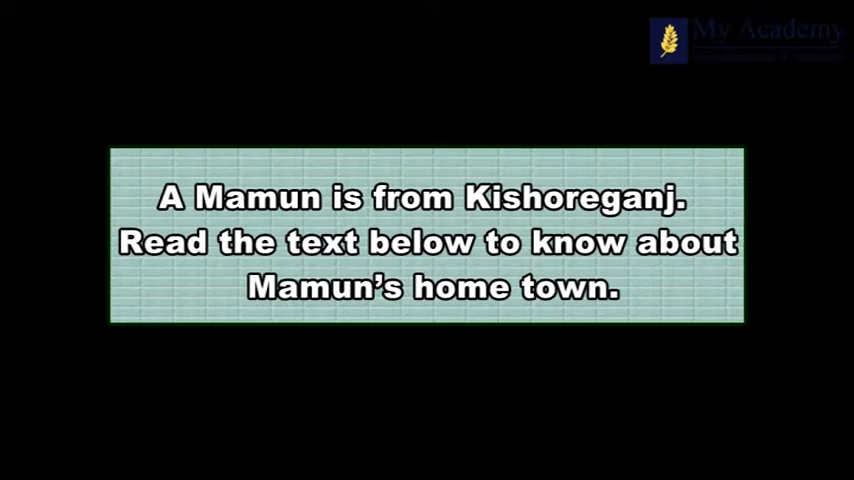 My Academy
A Mamun is from Kishoreganj.
Read the text below to know about
Mamun’s home town.